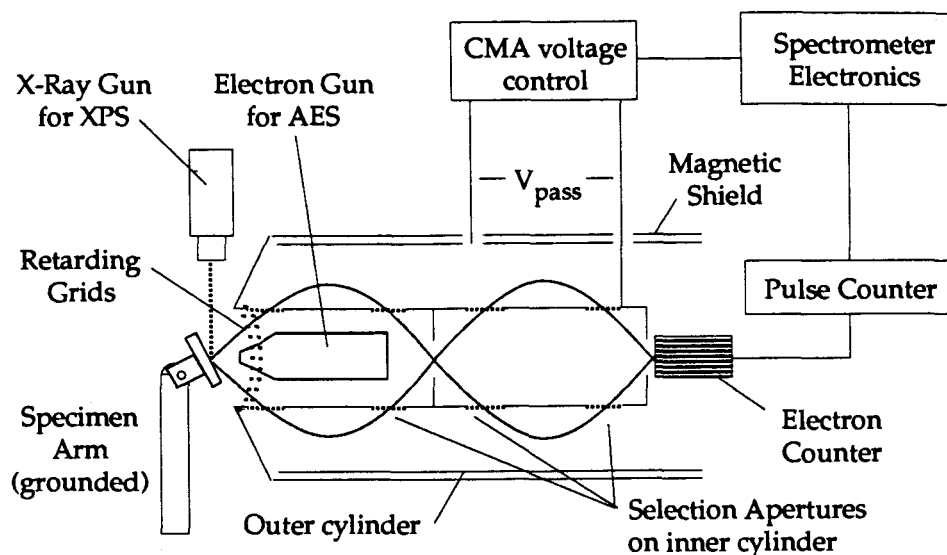 X-Ray Gun
for XPS
Electron Gun
for AES
CMA voltage
control
Spectrometer
Electronics
V_pass
Magnetic
Shield
Retarding
Grids
Pulse Counter
Specimen
Arm
(grounded)
Electron
Counter
Outer cylinder
Selection Apertures
on inner cylinder